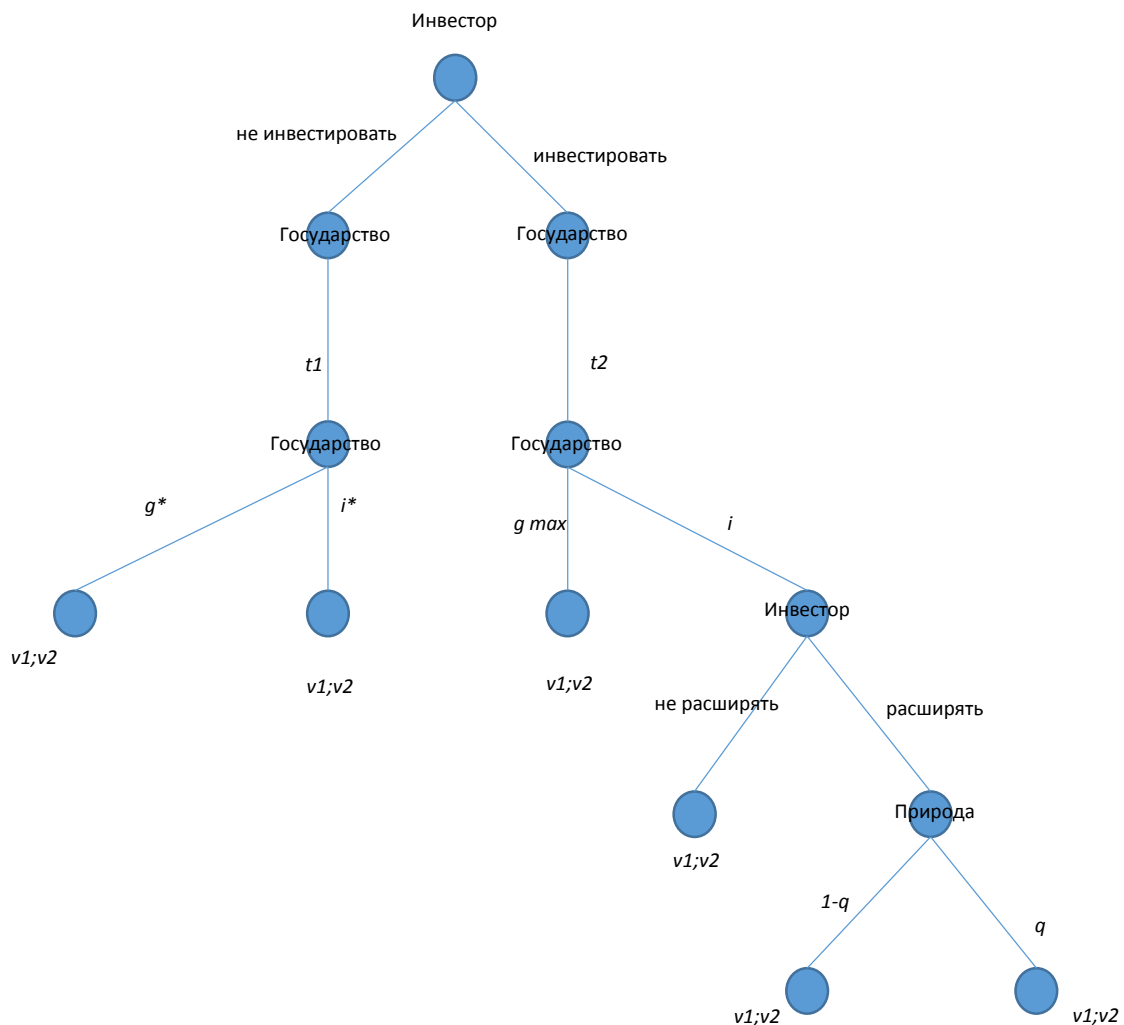 Инвестор
не инвестировать
инвестировать
Государство
Государство
t1
t2
Государство
Государство
g*
i*
g max
i
Инвестор
v1;v2
v1;v2
v1;v2
не расширять
расширять
Природа
v1;v2
1-q
q
v1;v2
v1;v2